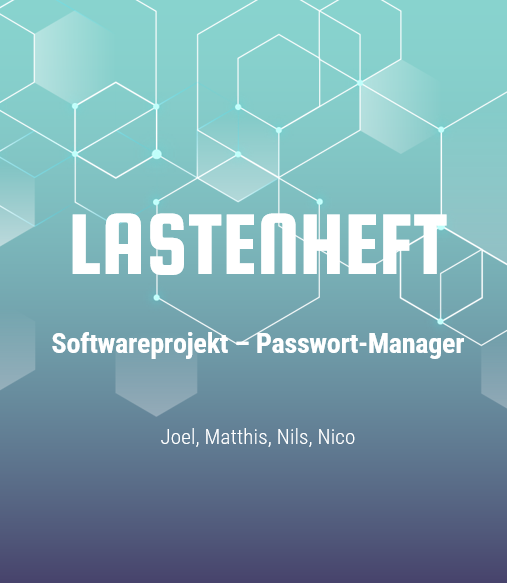 LASTENHEFT
Softwareprojekt – Passwort-Manager
Joel, Matthis, Nils, Nico